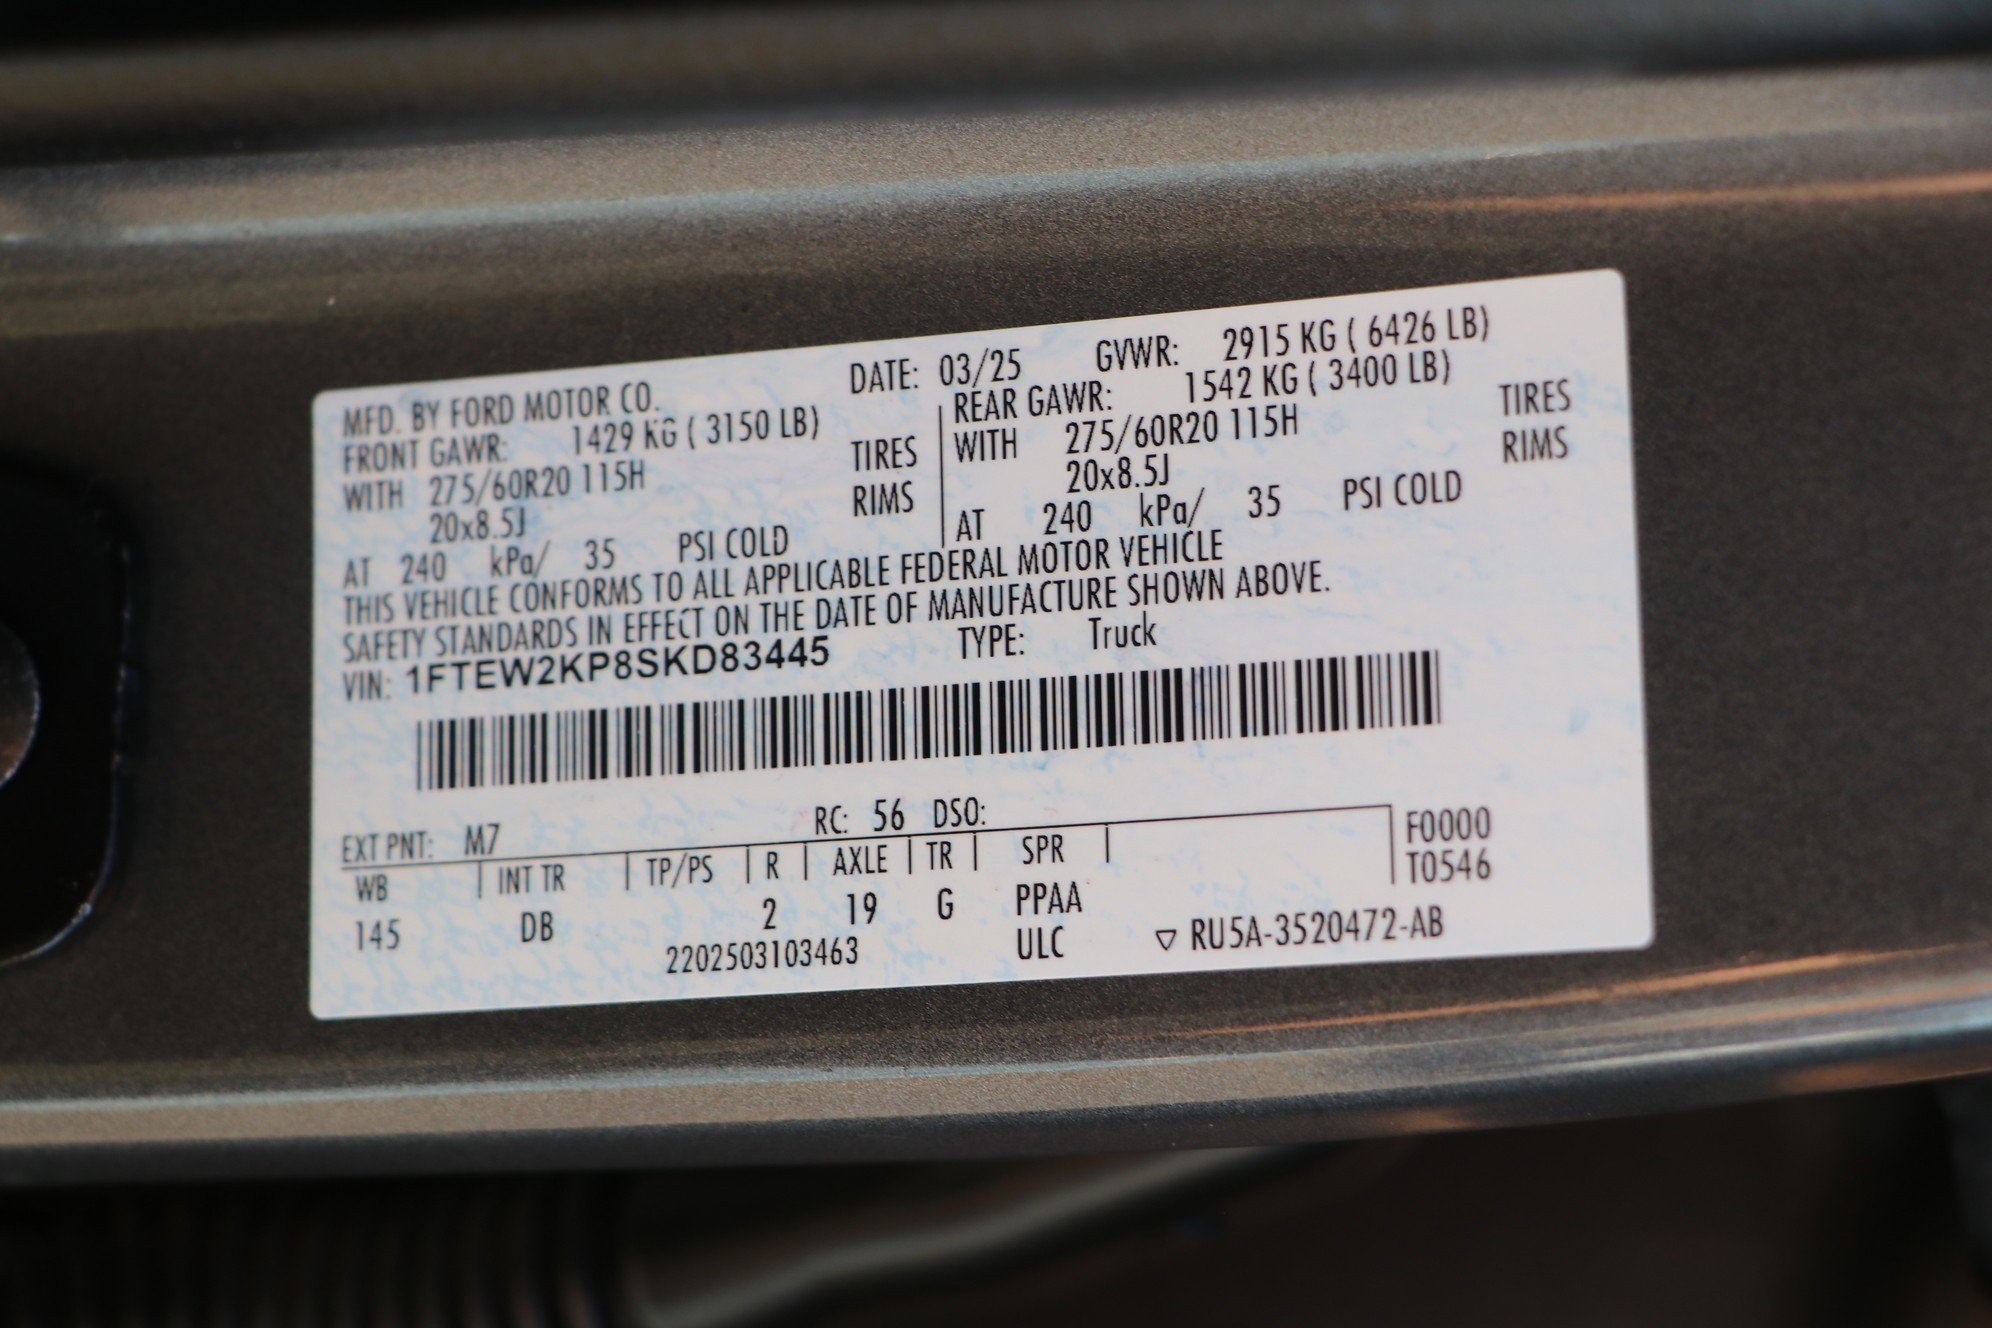 MFD. BY FORD MOTOR CO. DATE: 03/25 GVWR: 2915 KG ( 6426 LB)
FRONT GAWR: 1429 KG ( 3150 LB) REAR GAWR: 1542 KG ( 3400 LB)
WITH 275/60R20 115H TIRES WITH 275/60R20 115H TIRES
20x8.5J RIMS 20x8.5J RIMS
AT 240 kPa/ 35 PSI COLD AT 240 kPa/ 35 PSI COLD
THIS VEHICLE CONFORMS TO ALL APPLICABLE FEDERAL MOTOR VEHICLE
SAFETY STANDARDS IN EFFECT ON THE DATE OF MANUFACTURE SHOWN ABOVE.
VIN: 1FTEW2KP8SKD83445 TYPE: Truck
EXT PNT: M7 RC: 56 DSO:
WB INT TR TP/PS R AXLE TR SPR F0000
T0546
145 DB 2 19 G PPAA
2202503103463 ULC ▽ RU5A-3520472-AB